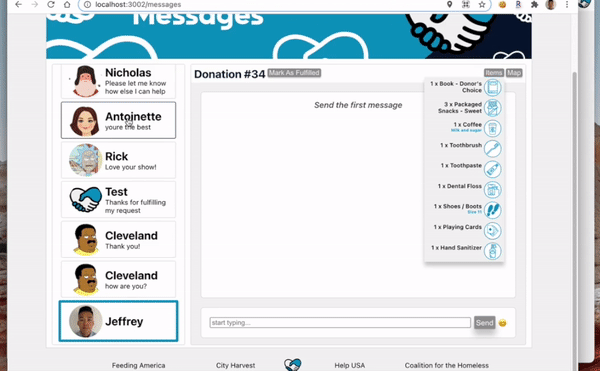 localhost:3002/messages
Messages
Nicholas
Please let me know
how else I can help
Antoinette
youre the best
Rick
Love your show!
Test
Thanks for fulfilling
my request
Cleveland
Thank you!
Cleveland
how are you?
Jeffrey
Donation #34
Mark As Fulfilled
Items
Map
Send the first message
1 x Book - Donor's
Choice
3 x Packaged
Snacks - Sweet
1 x Coffee
Milk and sugar
1 x Toothbrush
1 x Toothpaste
1 x Dental Floss
1 x Shoes / Boots
Size 11
1 x Playing Cards
1 x Hand Sanitizer
start typing...
Send
Feeding America
City Harvest
Help USA
Coalition for the Homeless